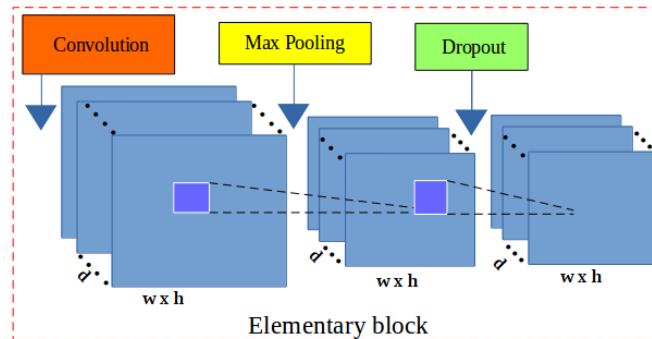 Convolution
Max Pooling
Dropout
d
w x h
d
w x h
d
w x h
Elementary block